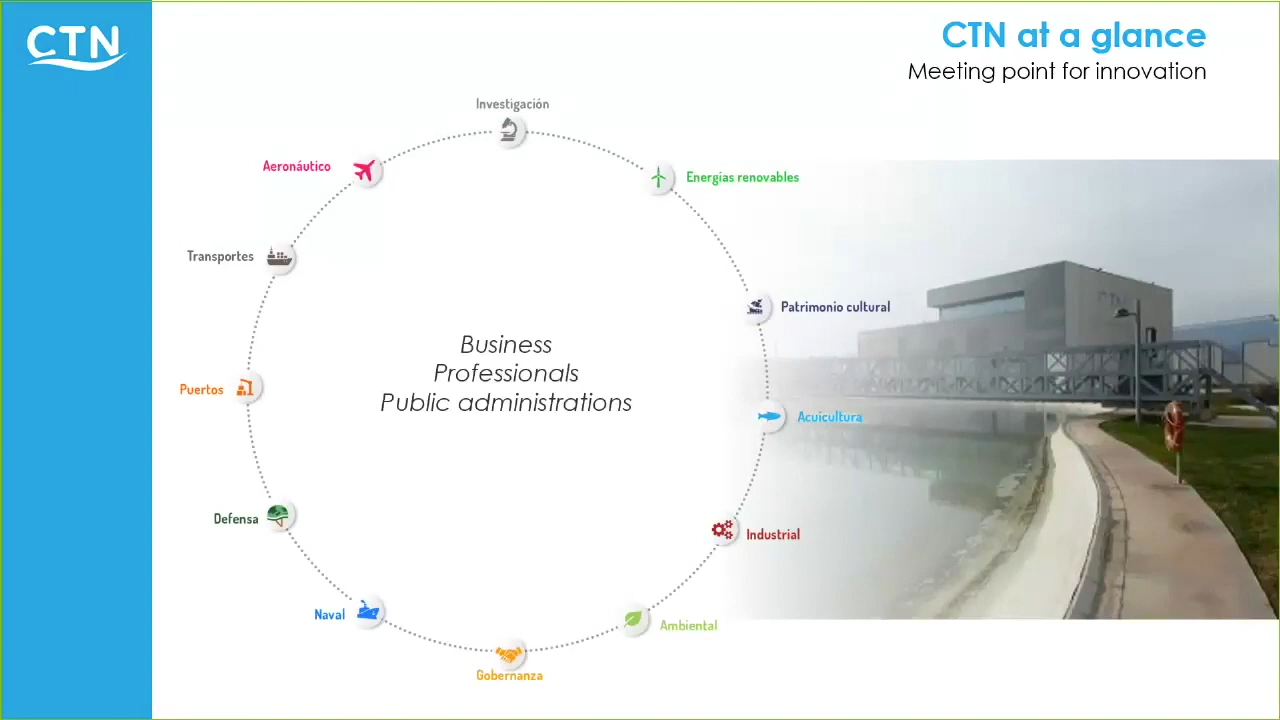 CTN
CTN at a glance
Meeting point for innovation
Investigación
Aeronáutico
Energías renovables
Transportes
Patrimonio cultural
Business
Professionals
Public administrations
Puertos
Acuicultura
Defensa
Industrial
Naval
Ambiental
Gobernanza